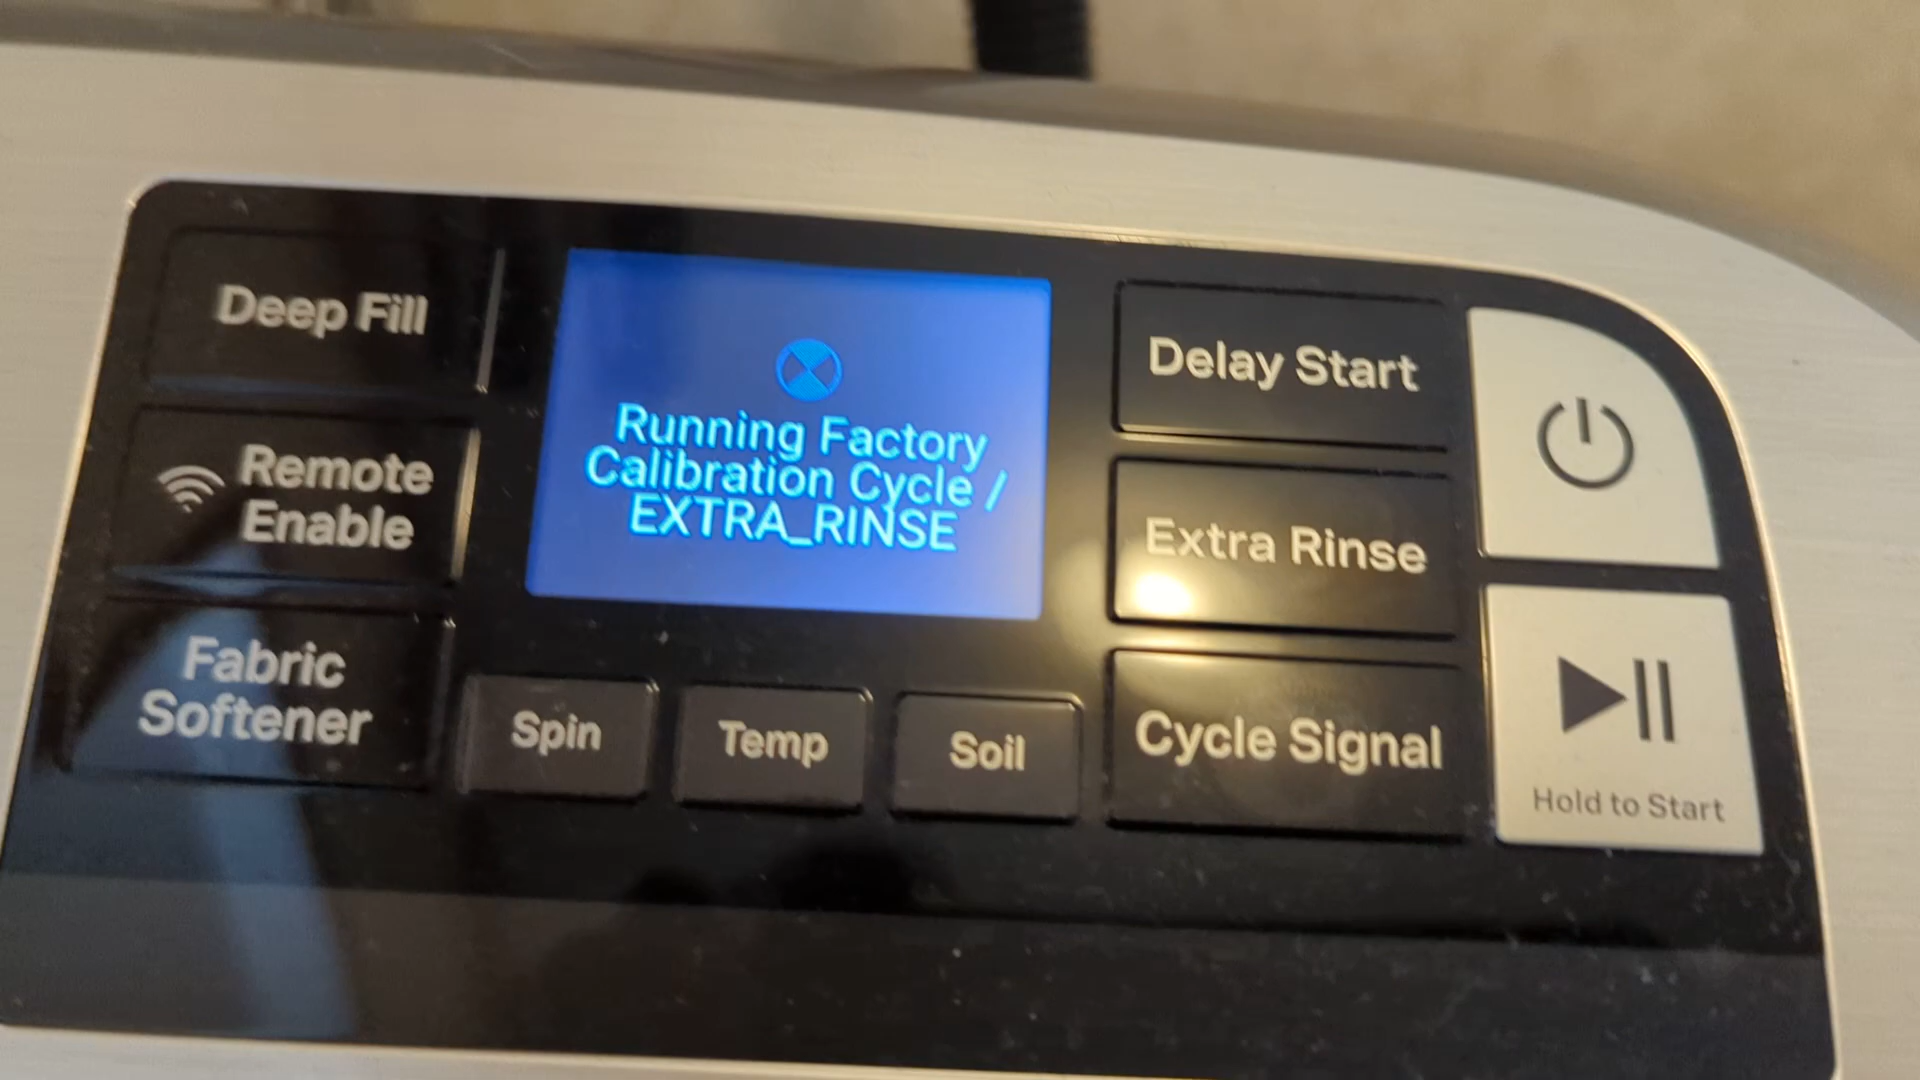 Deep Fill
Remote
Enable
Fabric
Softener
Running Factory
Calibration Cycle /
EXTRA_RINSE
Spin
Temp
Soil
Delay Start
Extra Rinse
Cycle Signal
Hold to Start